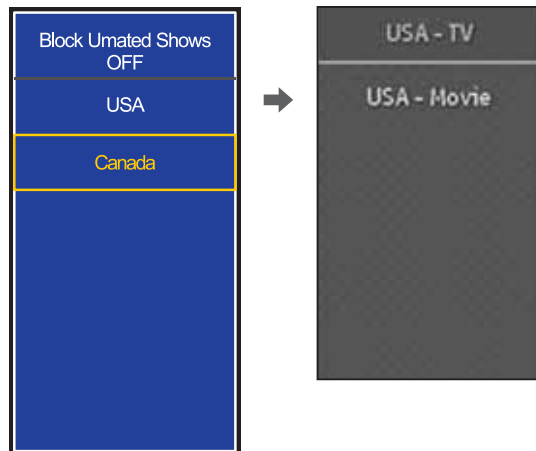 Block Umated Shows
OFF
USA
Canada
USA - TV
USA - Movie